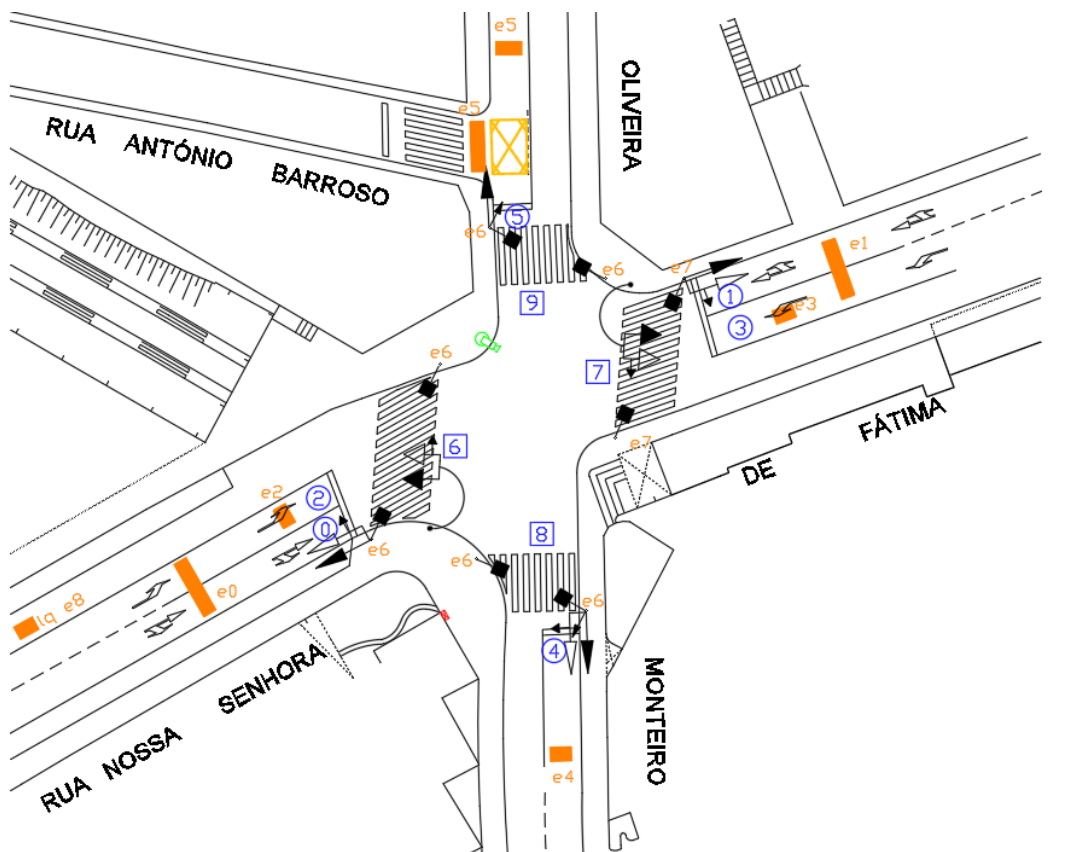 e5
OLIVEIRA
e5
RUA ANTÓNIO BARROSO
5
e6
e6
e7
e1
9
1
e3
3
e6
7
6
FÁTIMA
e7
DE
e2
2
0
e6
8
e6
e0
lq e8
e6
4
RUA NOSSA SENHORA
MONTEIRO
e4